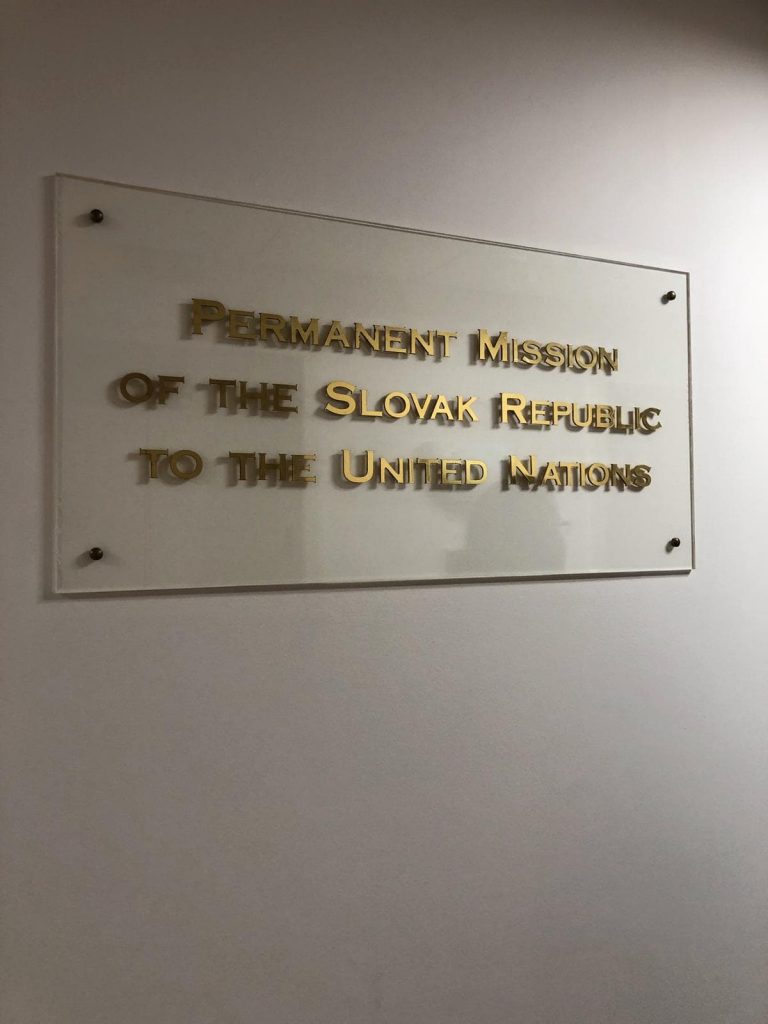 Permanent Mission
of the Slovak Republic
to the United Nations